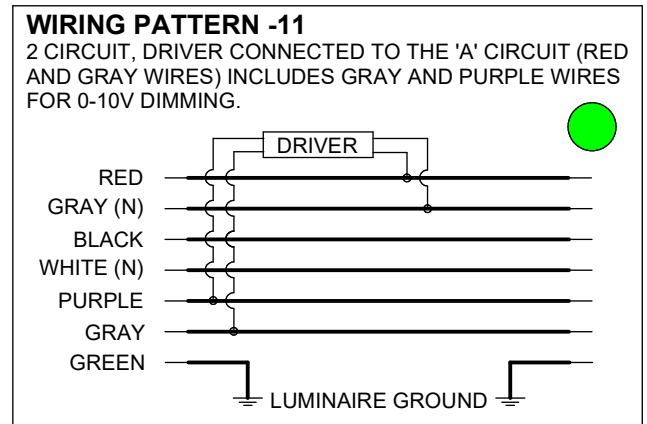 WIRING PATTERN -11
2 CIRCUIT, DRIVER CONNECTED TO THE 'A' CIRCUIT (RED
AND GRAY WIRES) INCLUDES GRAY AND PURPLE WIRES
FOR 0-10V DIMMING.
DRIVER
RED
GRAY (N)
BLACK
WHITE (N)
PURPLE
GRAY
GREEN
LUMINAIRE GROUND